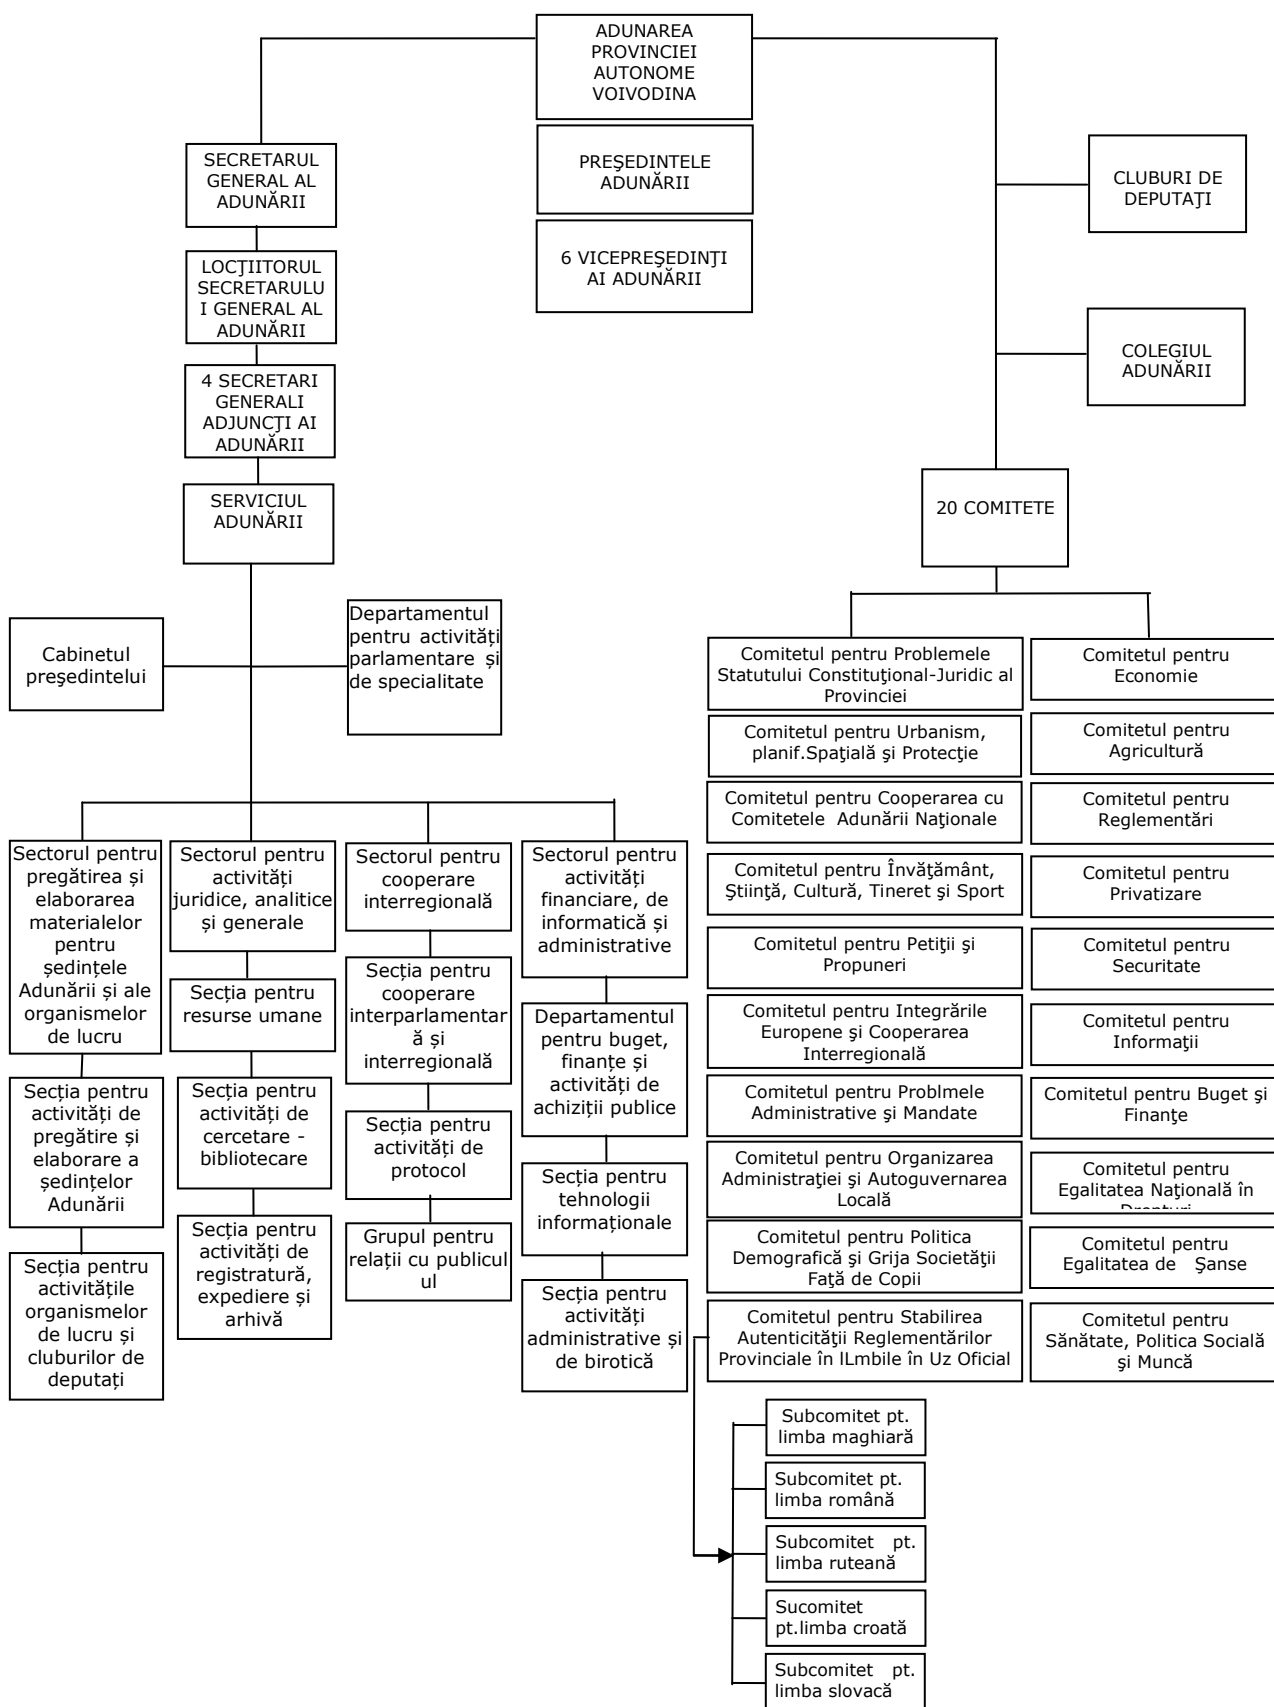 ADUNAREA
PROVINCIEI
AUTONOME
VOIVODINA
PREŞEDINTELE
ADUNĂRII
6 VICEPREŞEDINŢI
AI ADUNĂRII
SECRETARUL
GENERAL AL
ADUNĂRII
LOCŢIITORUL
SECRETARULU
I GENERAL AL
ADUNĂRII
4 SECRETARI
GENERALI
ADJUNCŢI AI
ADUNĂRII
SERVICIUL
ADUNĂRII
CLUBURI DE
DEPUTAŢI
COLEGIUL
ADUNĂRII
20 COMITETE
Cabinetul
preşedintelui
Departamentul
pentru activități
parlamentare și
de specialitate
Sectorul pentru
pregătirea și
elaborarea
materialelor
pentru
ședințele
Adunării și ale
organismelor
de lucru
Secția pentru
activități de
pregătire și
elaborare a
ședințelor
Adunării
Secția pentru
activitățile
organismelor
de lucru și
cluburilor de
deputați
Sectorul pentru
activități
juridice, analitice
și generale
Secția pentru
resurse umane
Secția pentru
activități de
cercetare -
bibliotecare
Secția pentru
activități de
registratură,
expediere și
arhivă
Sectorul pentru
cooperare
interregională
Secția pentru
cooperare
interparlamentar
ă și
interregională
Secția pentru
activități de
protocol
Grupul pentru
relații cu publicul
ul
Sectorul pentru
activități
financiare, de
informatică și
administrative
Departamentul
pentru buget,
finanțe și
activități de
achiziții publice
Secția pentru
tehnologii
informaționale
Secția pentru
activități
administrative și
de birotică
Comitetul pentru Problemele
Statutului Constituţional-Juridic al
Provinciei
Comitetul pentru Urbanism,
planif.Spaţială şi Protecţie
Comitetul pentru Cooperarea cu
Comitetele Adunării Naţionale
Comitetul pentru Învăţământ,
Ştiinţă, Cultură, Tineret şi Sport
Comitetul pentru Petiţii şi
Propuneri
Comitetul pentru Integrările
Europene şi Cooperarea
Interregională
Comitetul pentru Problmele
Administrative şi Mandate
Comitetul pentru Organizarea
Administraţiei şi Autoguvernarea
Locală
Comitetul pentru Politica
Demografică şi Grija Societăţii
Faţă de Copii
Comitetul pentru Stabilirea
Autenticităţii Reglementărilor
Provinciale în lLmbile în Uz Oficial
Comitetul pentru
Economie
Comitetul pentru
Agricultură
Comitetul pentru
Reglementări
Comitetul pentru
Privatizare
Comitetul pentru
Securitate
Comitetul pentru
Informaţii
Comitetul pentru Buget şi
Finanţe
Comitetul pentru
Egalitatea Naţională în
Drepturi
Comitetul pentru
Egalitatea de Şanse
Comitetul pentru
Sănătate, Politica Socială
şi Muncă
Subcomitet pt.
limba maghiară
Subcomitet pt.
limba română
Subcomitet pt.
limba ruteană
Sucomitet
pt.limba croată
Subcomitet pt.
limba slovacă